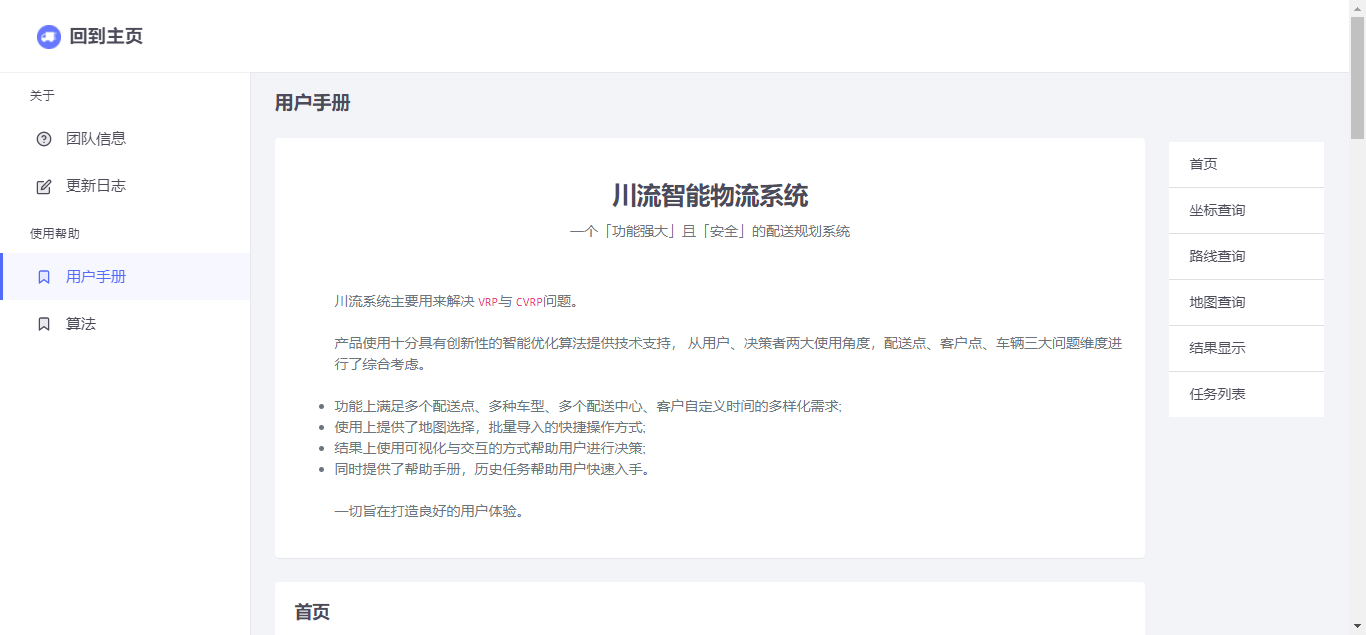 回到主页
关于
团队信息
更新日志
使用帮助
用户手册
算法
用户手册
川流智能物流系统
一个「功能强大」且「安全」的配送规划系统
川流系统主要用来解决 VRP与 CVRP问题。
产品使用十分具有创新性的智能优化算法提供技术支持， 从用户、决策者两大使用角度，配送点、客户点、车辆三大问题维度进
行了综合考虑。
功能上满足多个配送点、多种车型、多个配送中心、客户自定义时间的多样化需求;
使用上提供了地图选择，批量导入的快捷操作方式;
结果上使用可视化与交互的方式帮助用户进行决策;
同时提供了帮助手册，历史任务帮助用户快速入手。
一切旨在打造良好的用户体验。
首页
首页
坐标查询
路线查询
地图查询
结果显示
任务列表